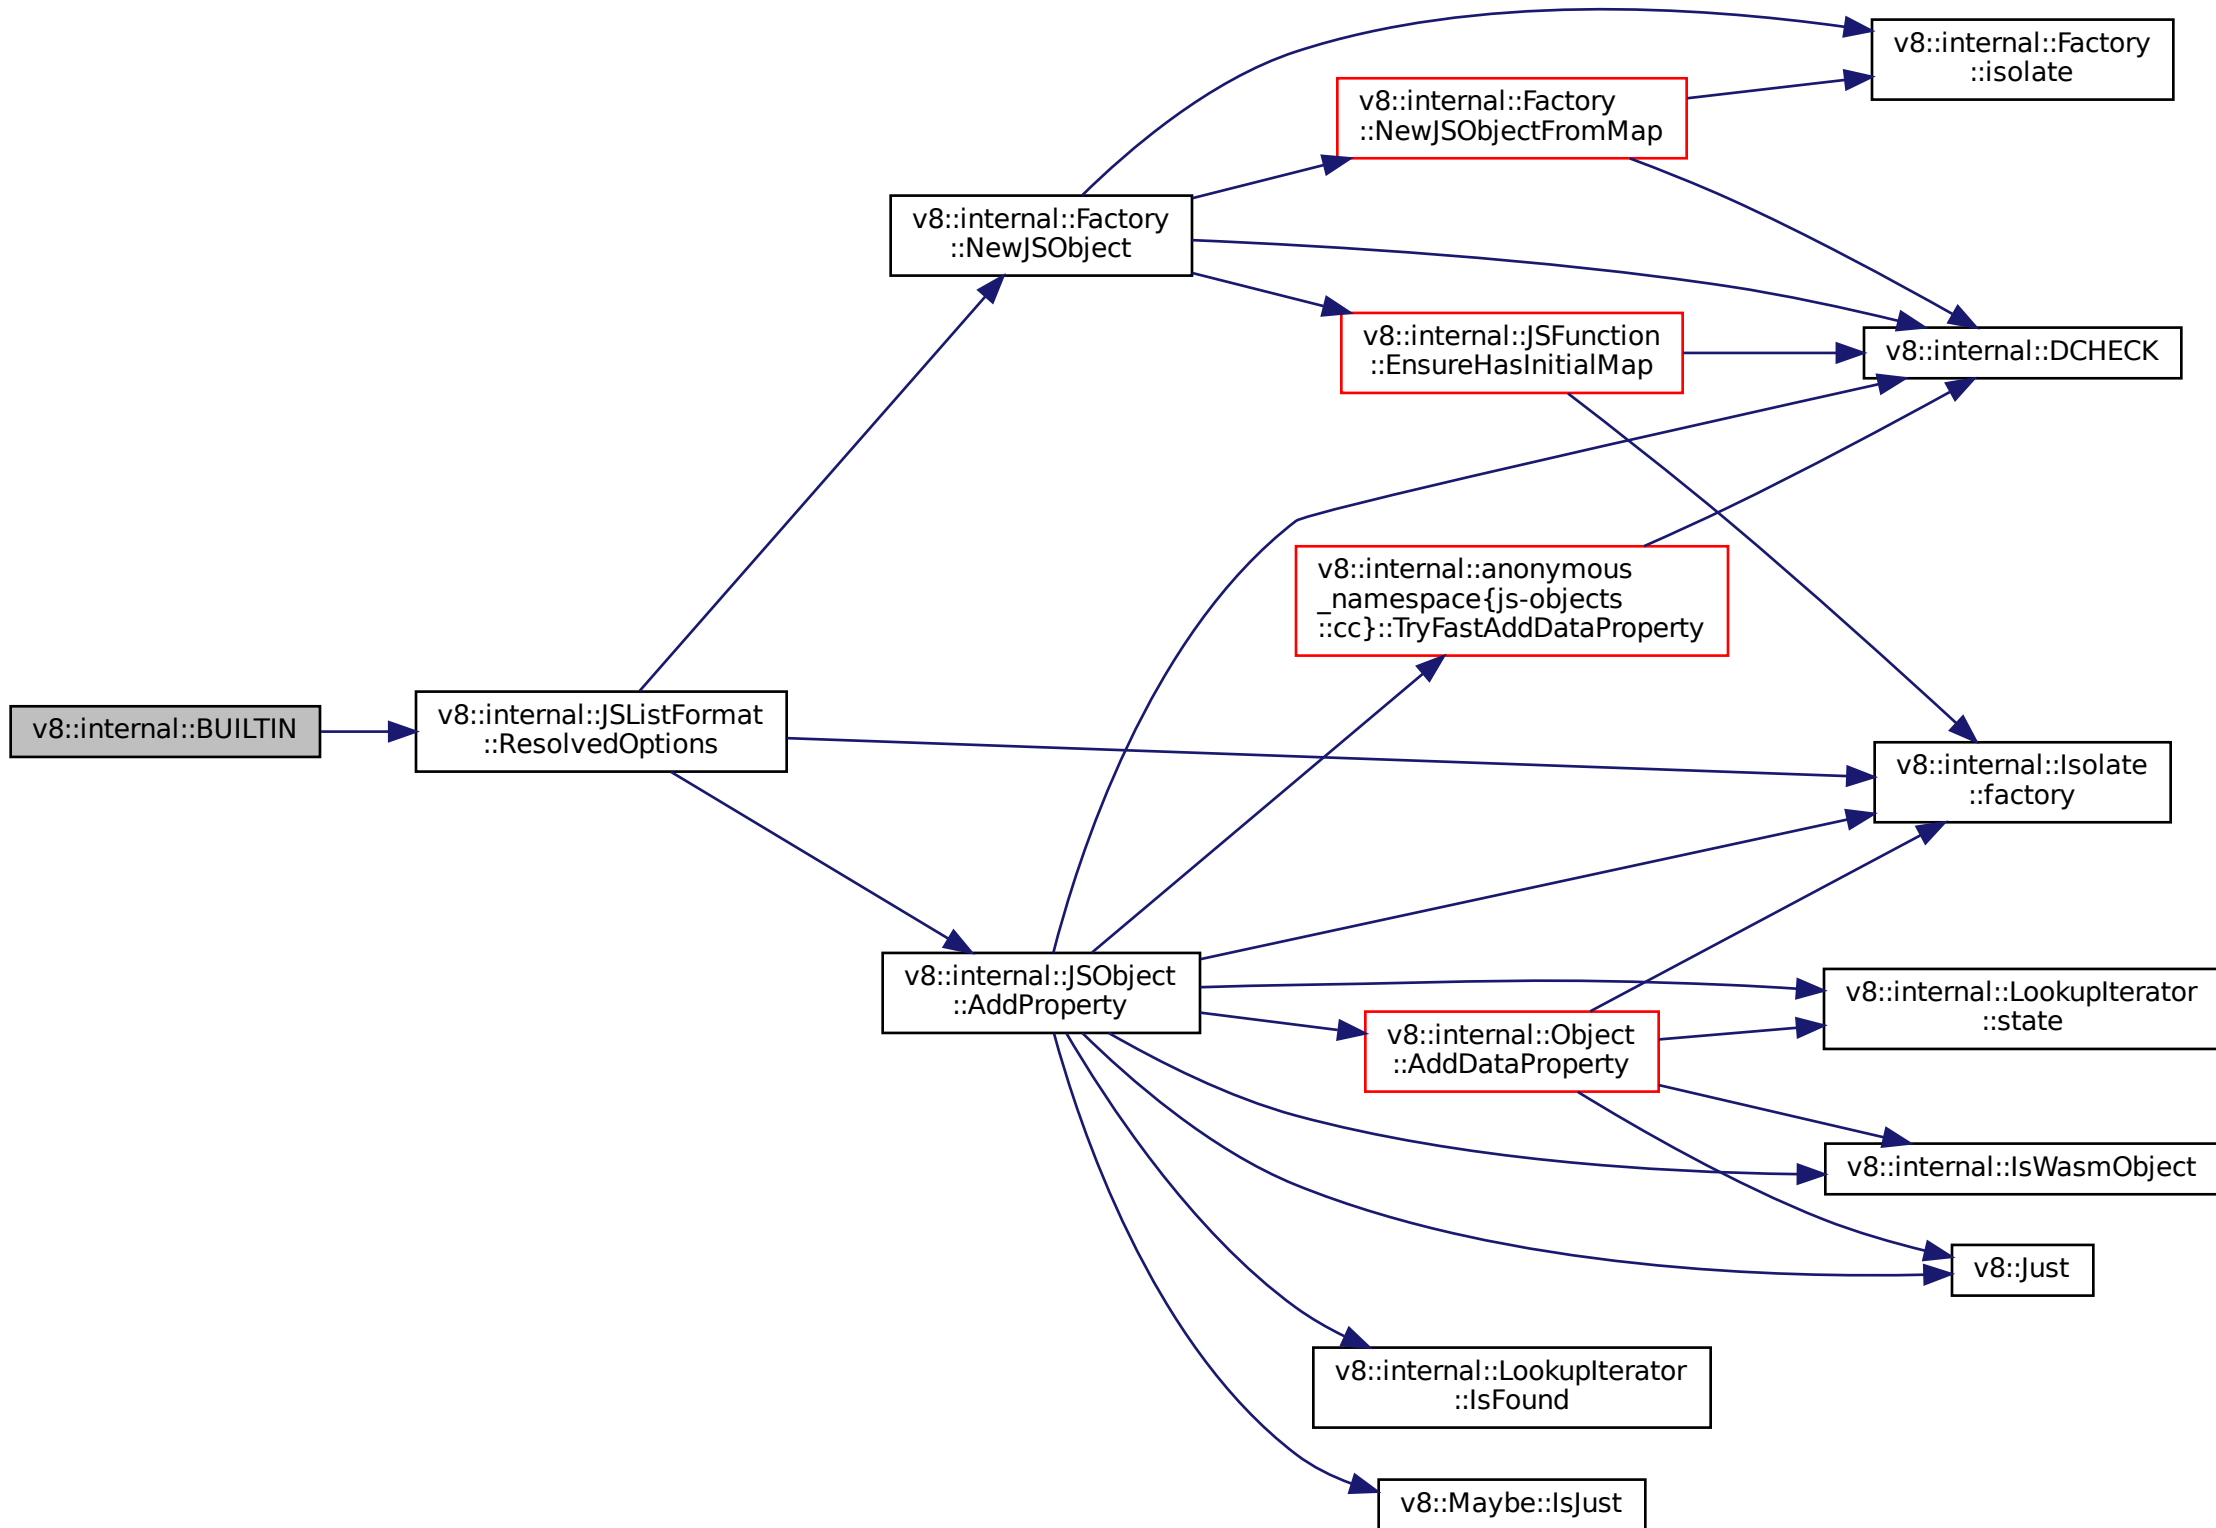 v8::internal::Factory
::isolate
v8::internal::Factory
::NewJSObjectFromMap
v8::internal::Factory
::NewJSObject
v8::internal::JSFunction
::EnsureHasInitialMap
v8::internal::DCHECK
v8::internal::anonymous
_namespace{js-objects
::cc}::TryFastAddDataProperty
v8::internal::BUILTIN
v8::internal::JSListFormat
::ResolvedOptions
v8::internal::Isolate
::factory
v8::internal::JSObject
::AddProperty
v8::internal::LookupIterator
::state
v8::internal::Object
::AddDataProperty
v8::internal::IsWasmObject
v8::Just
v8::internal::LookupIterator
::IsFound
v8::Maybe::IsJust